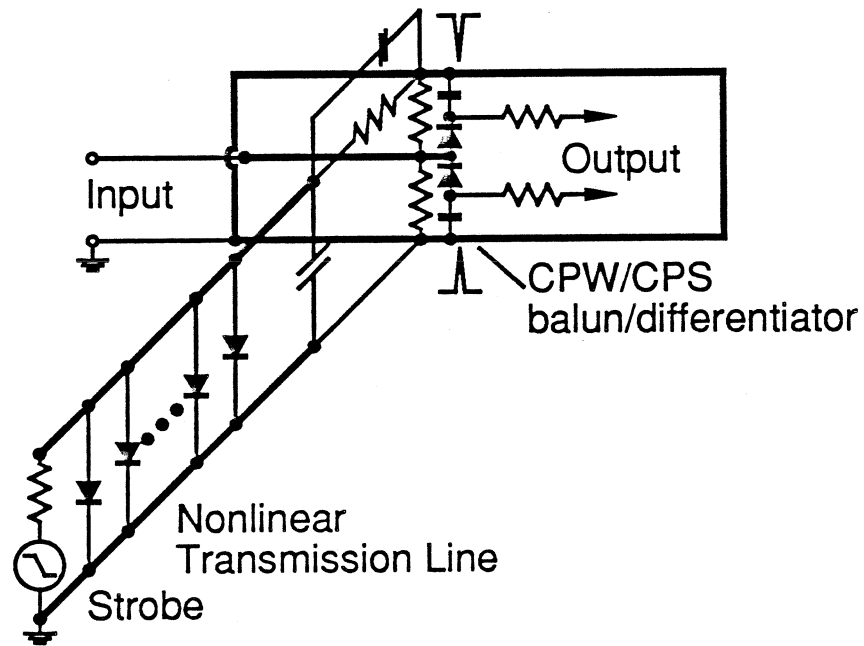 Input
Output
CPW/CPS
balun/differentiator
Nonlinear
Transmission Line
Strobe